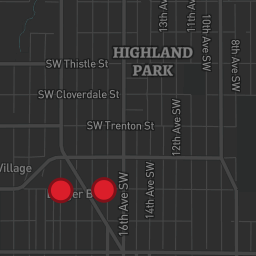 13th Ave
11th Av
10th Ave SW
8th Ave SW
HIGHLAND
PARK
SW Thistle St
SW Cloverdale St
SW Trenton St
12th Ave SW
Village
16th Ave SW
14th Ave SW